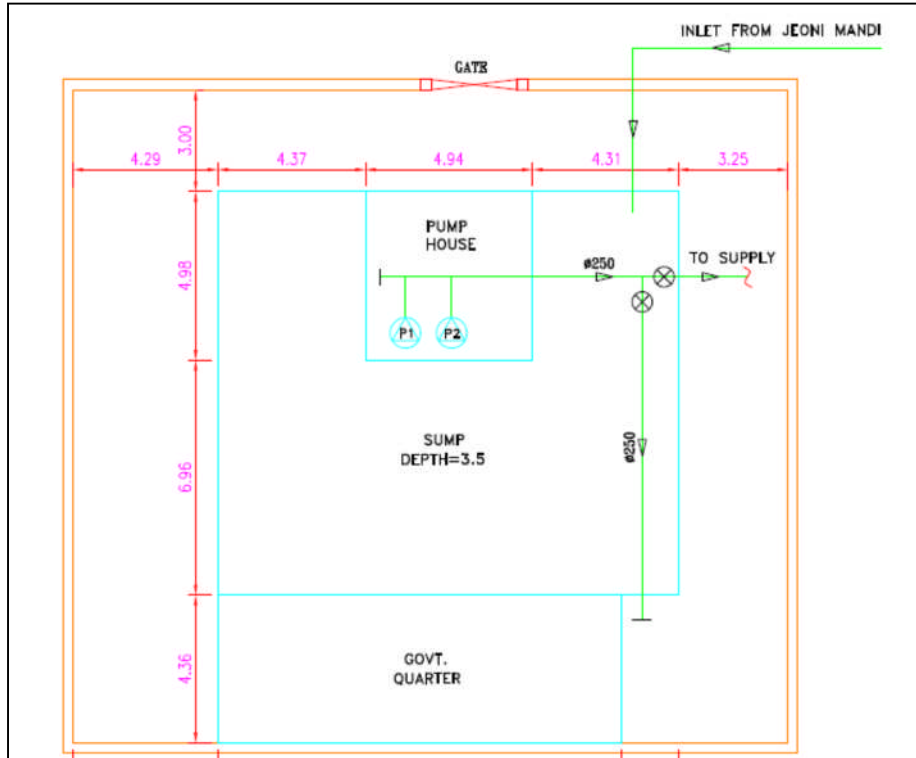 INLET FROM JEONI MANDI
GATE
3.00
4.29
4.37
4.94
4.31
3.25
PUMP
HOUSE
ø250
TO SUPPLY
4.98
P1
P2
SUMP
DEPTH=3.5
ø250
6.96
GOVT.
QUARTER
4.36